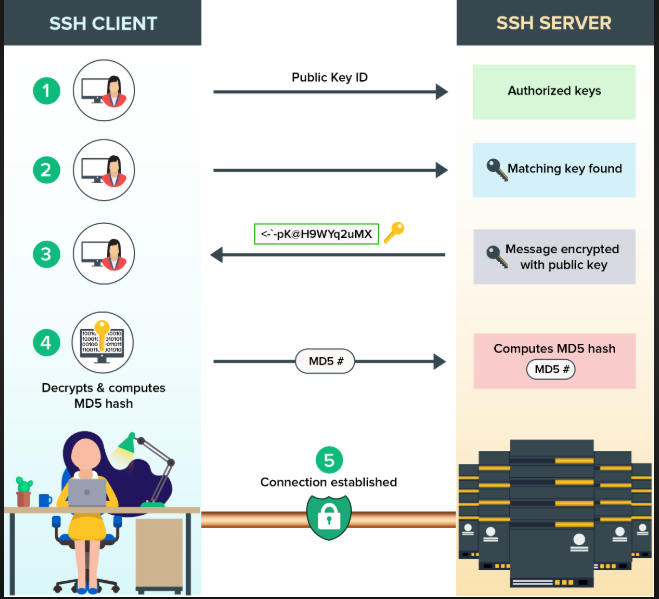 SSH CLIENT
SSH SERVER
1
Public Key ID
Authorized keys
2
Matching key found
3
<-`-pK@H9WYq2uMX
Message encrypted
with public key
4
MD5 #
Computes MD5 hash
MD5 #
Decrypts & computes
MD5 hash
5
Connection established